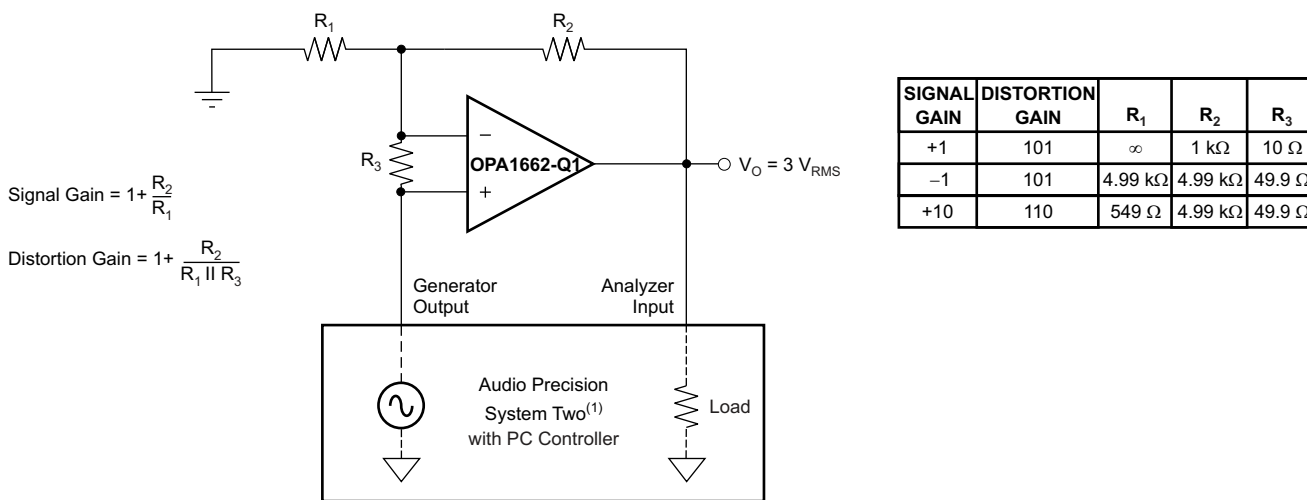 R1
R2
R3
−
+
OPA1662-Q1
VO = 3 VRMS
Signal Gain = 1+ R2
R1
Distortion Gain = 1+ R2
R1 II R3
Generator
Output
Analyzer
Input
Audio Precision
System Two(1)
with PC Controller
Load
SIGNAL GAIN DISTORTION GAIN R1 R2 R3
+1 101 ∞ 1 kΩ 10 Ω
−1 101 4.99 kΩ 4.99 kΩ 49.9 Ω
+10 110 549 Ω 4.99 kΩ 49.9 Ω